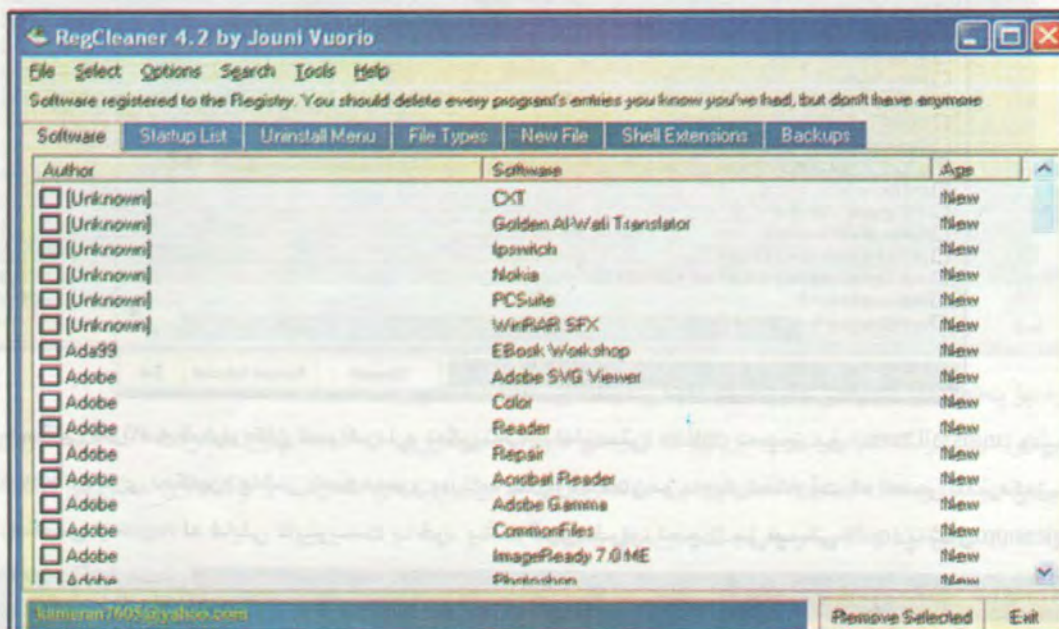 RegCleaner 4.2 by Jouni Vuorio
File Select Options Search Tools Help
Software registered to the Registry. You should delete every program's entries you know you've had, but don't have anymore
Software Startup List Uninstall Menu File Types New File Shell Extensions Backups
Author Software Age
[Unknown] CXT New
[Unknown] Golden Al-Wafi Translator New
[Unknown] Ipswitch New
[Unknown] Nokia New
[Unknown] PCSuite New
[Unknown] WinRAR SFX New
Ada99 EBook Workshop New
Adobe Adobe SVG Viewer New
Adobe Color New
Adobe Reader New
Adobe Repair New
Adobe Acrobat Reader New
Adobe Adobe Gamma New
Adobe CommonFiles New
Adobe ImageReady 7.0 ME New
Adobe Photoshop New
kameran7605@yahoo.com Remove Selected Exit